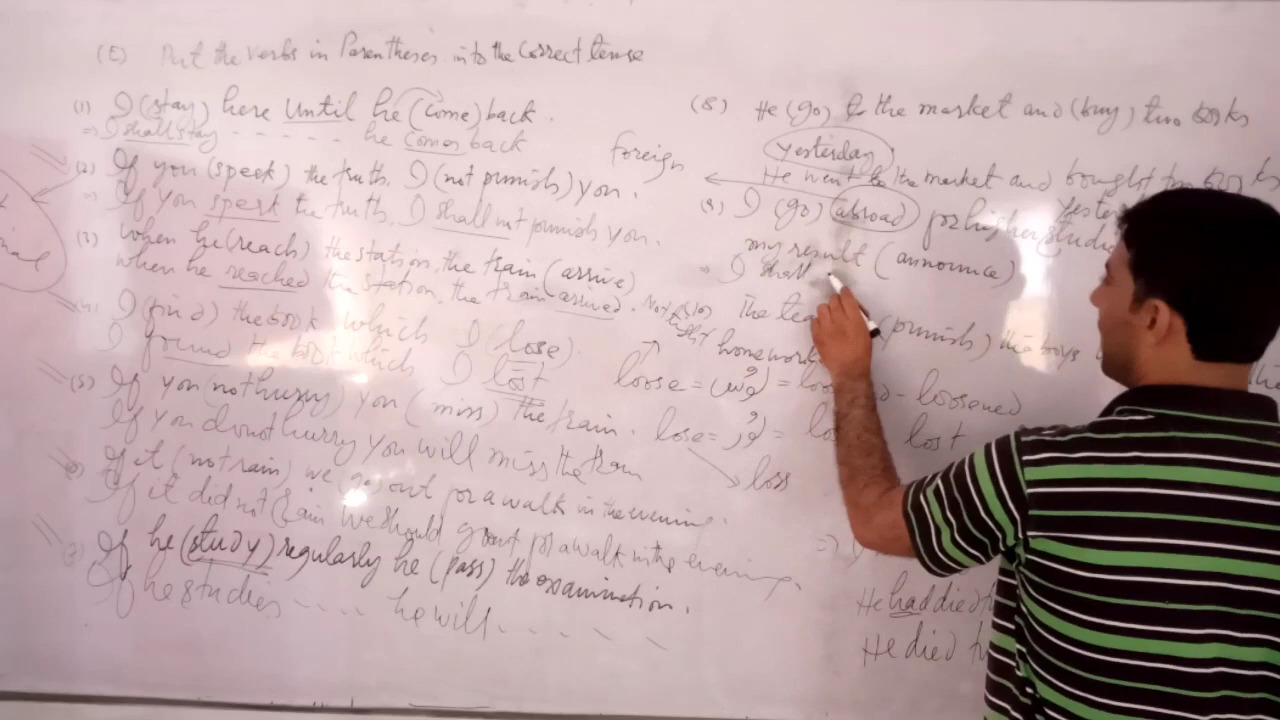 (E) Put the verbs in Parentheses into the correct tense
(1) I (stay) here until he (come) back.
⇒ I shall stay - - - - - he comes back
(2) If you (speek) the truth, I (not punish) you.
If you speak the truth, I shall not punish you.
(3) when he (reach) the station, the train (arrive)
when he reached the station, the train arrived.
(4) I (find) the book which I (lose).
I found the book which I lost
(5) If you (not hurry) you (miss) the train.
If you do not hurry you will miss the train
(6) If it (not rain) we (go) out for a walk in the evening.
If it did not rain we should go out for a walk in the evening.
(7) If he (study) regularly he (pass) the examination.
If he studies - - - - he will - - - - -
foreign
(8) He (go) to the market and (buy) two books
yesterday
He went to the market and bought two books
(9) I (go) abroad for higher studies
my result (announce)
⇒ I shall
(10) The (punish) the boys
homework
loose = = - loosened
lose = = lost
loss
He had died
He died